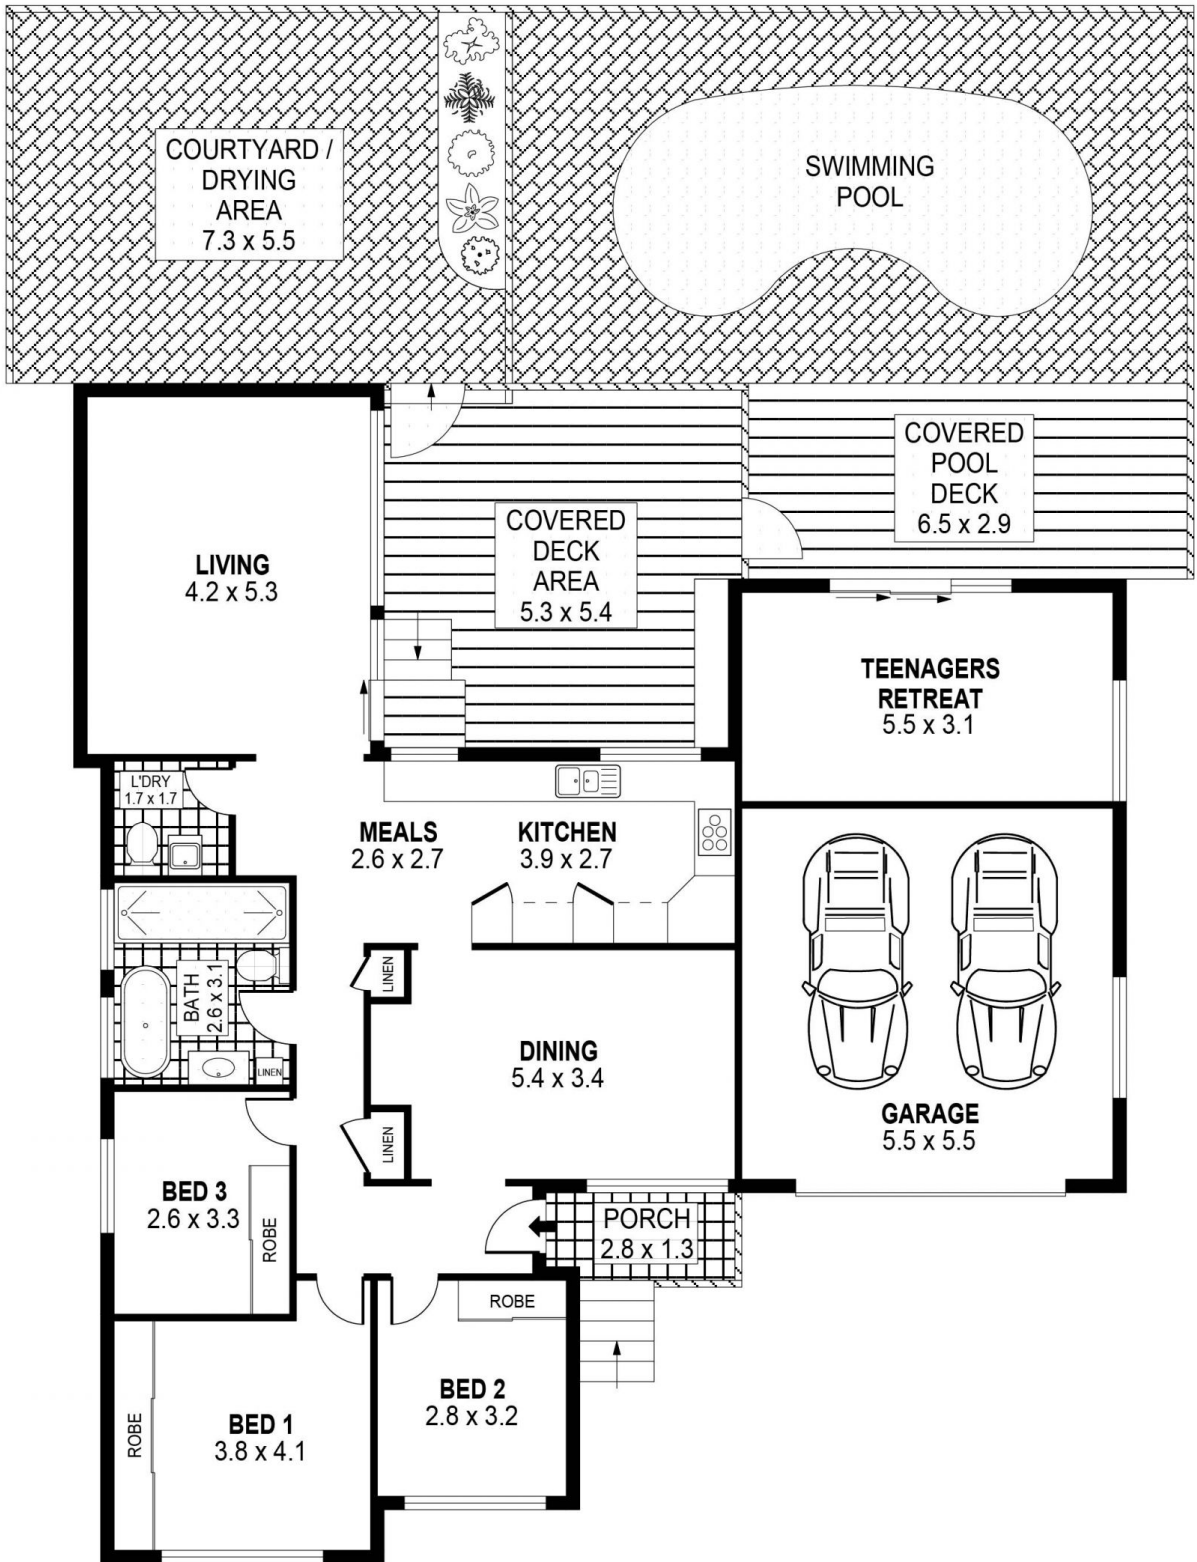 COURTYARD /
DRYING
AREA
7.3 x 5.5
SWIMMING
POOL
COVERED
POOL
DECK
6.5 x 2.9
COVERED
DECK
AREA
5.3 x 5.4
LIVING
4.2 x 5.3
TEENAGERS
RETREAT
5.5 x 3.1
L'DRY
1.7 x 1.7
MEALS
2.6 x 2.7
KITCHEN
3.9 x 2.7
LINEN
BATH
2.6 x 3.1
LINEN
DINING
5.4 x 3.4
GARAGE
5.5 x 5.5
LINEN
BED 3
2.6 x 3.3
ROBE
PORCH
2.8 x 1.3
ROBE
BED 2
2.8 x 3.2
ROBE
BED 1
3.8 x 4.1